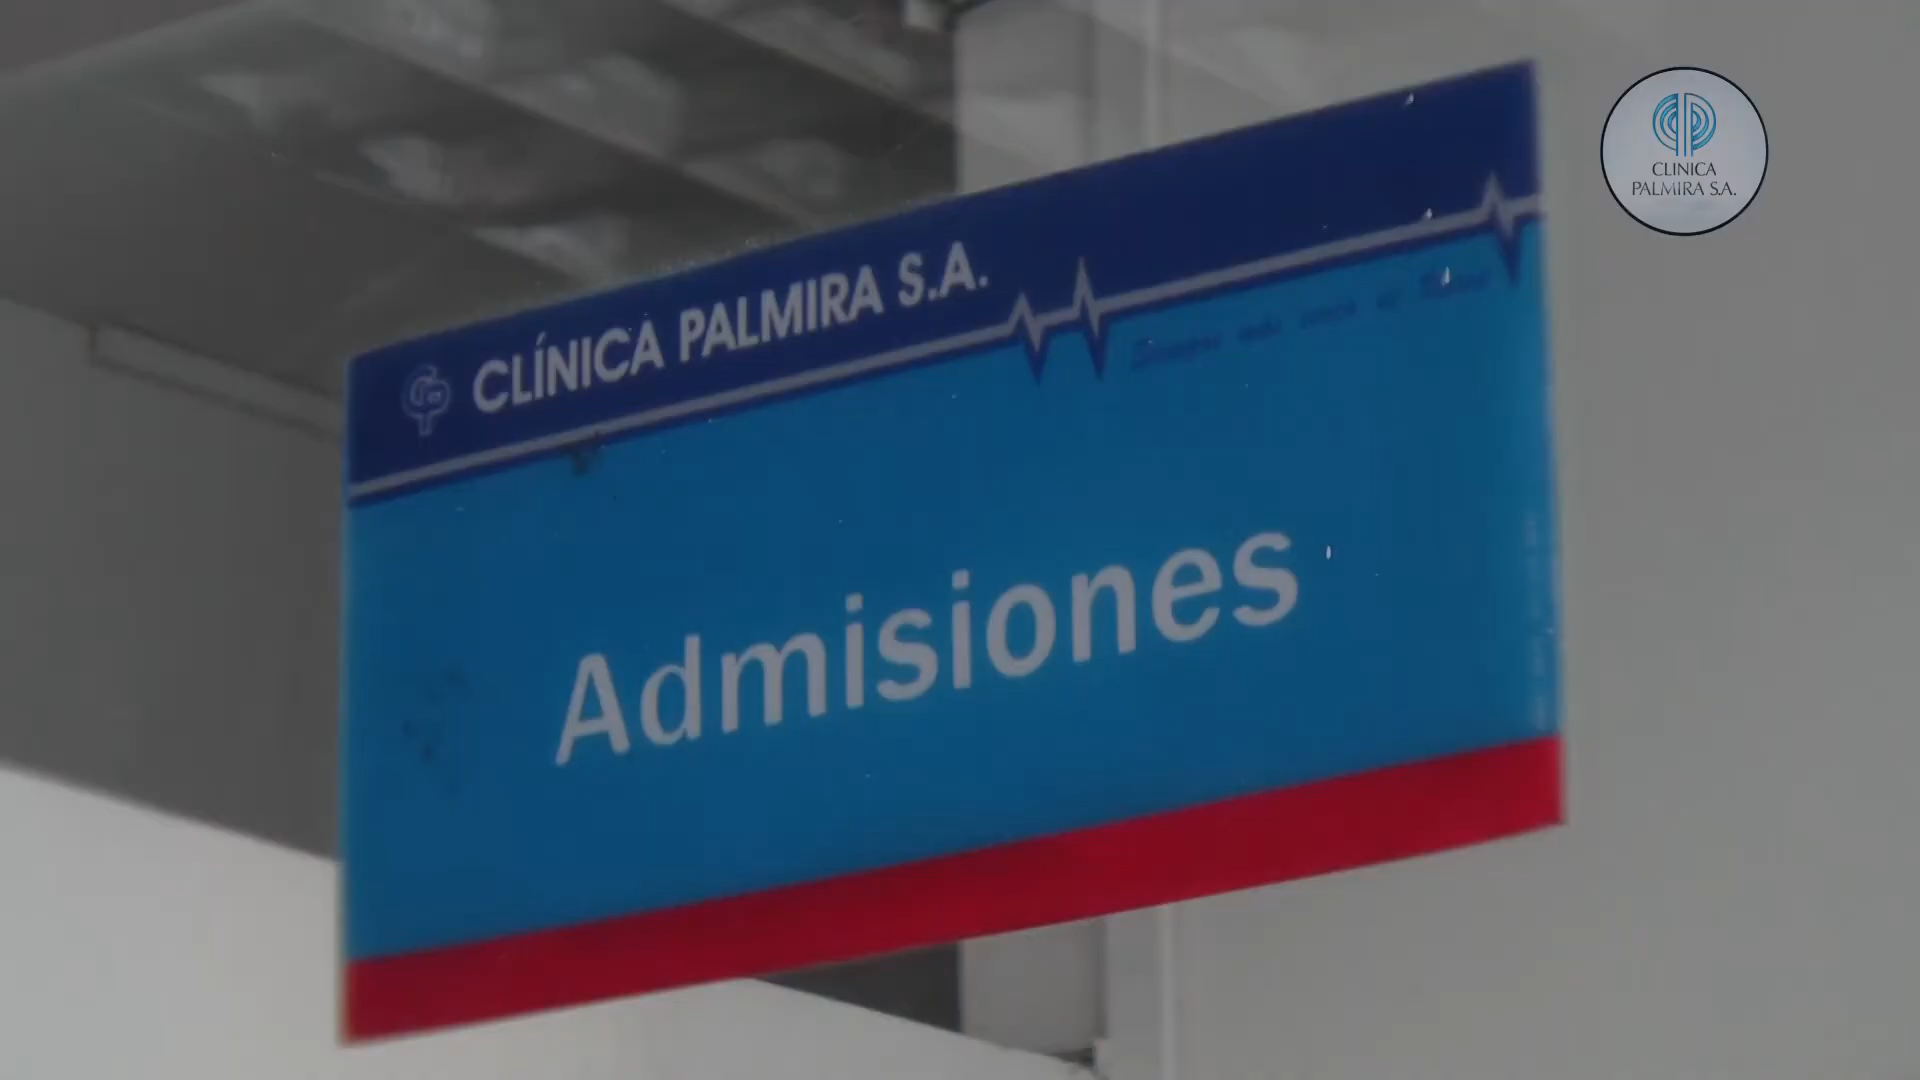 CLÍNICA PALMIRA S.A.
Admisiones
CLINICA
PALMIRA S.A.